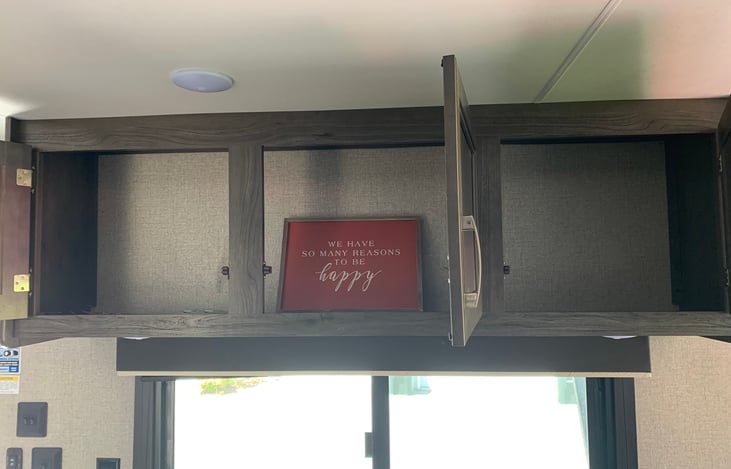 WE HAVE
SO MANY REASONS
TO BE
happy